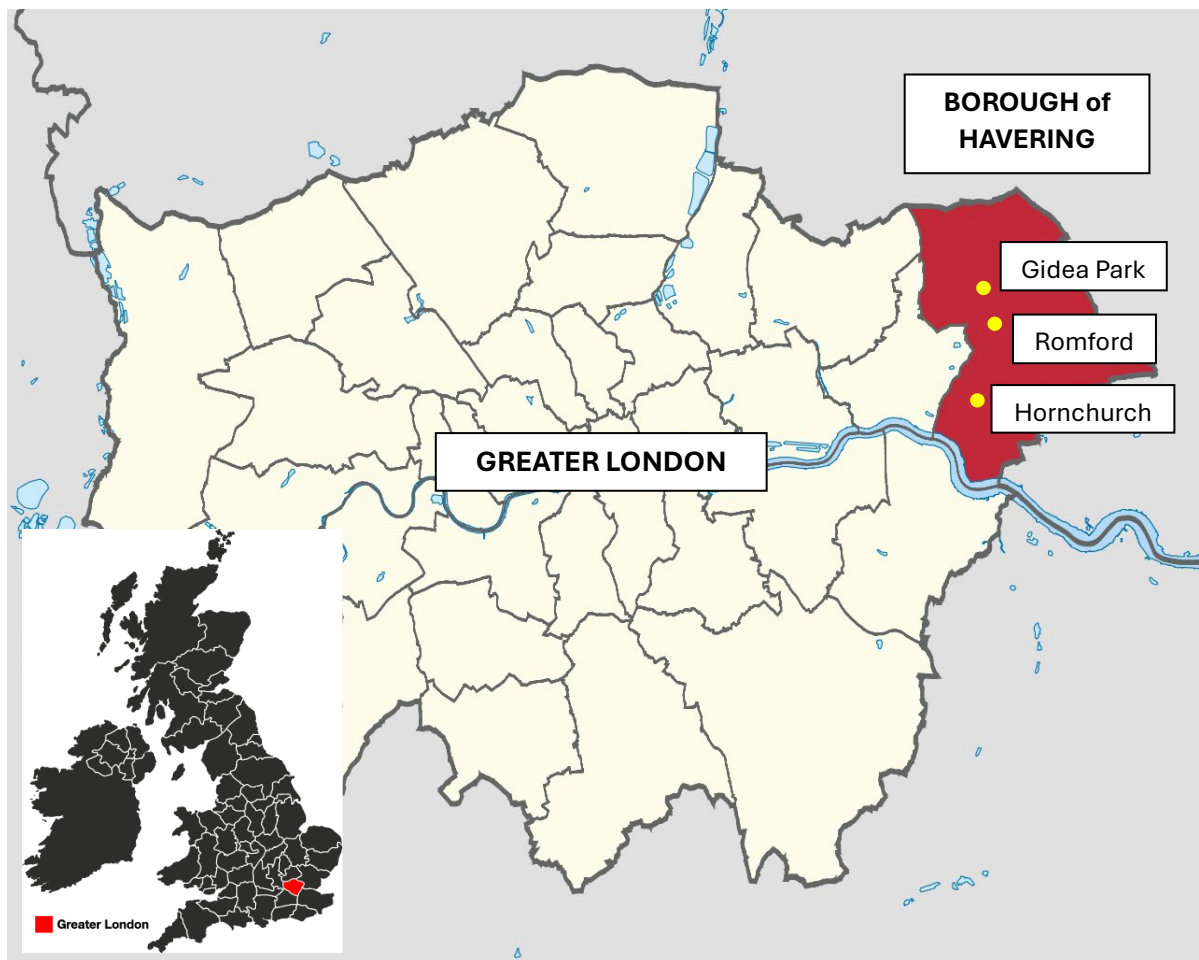 BOROUGH of
HAVERING
Gidea Park
Romford
Hornchurch
GREATER LONDON
Greater London